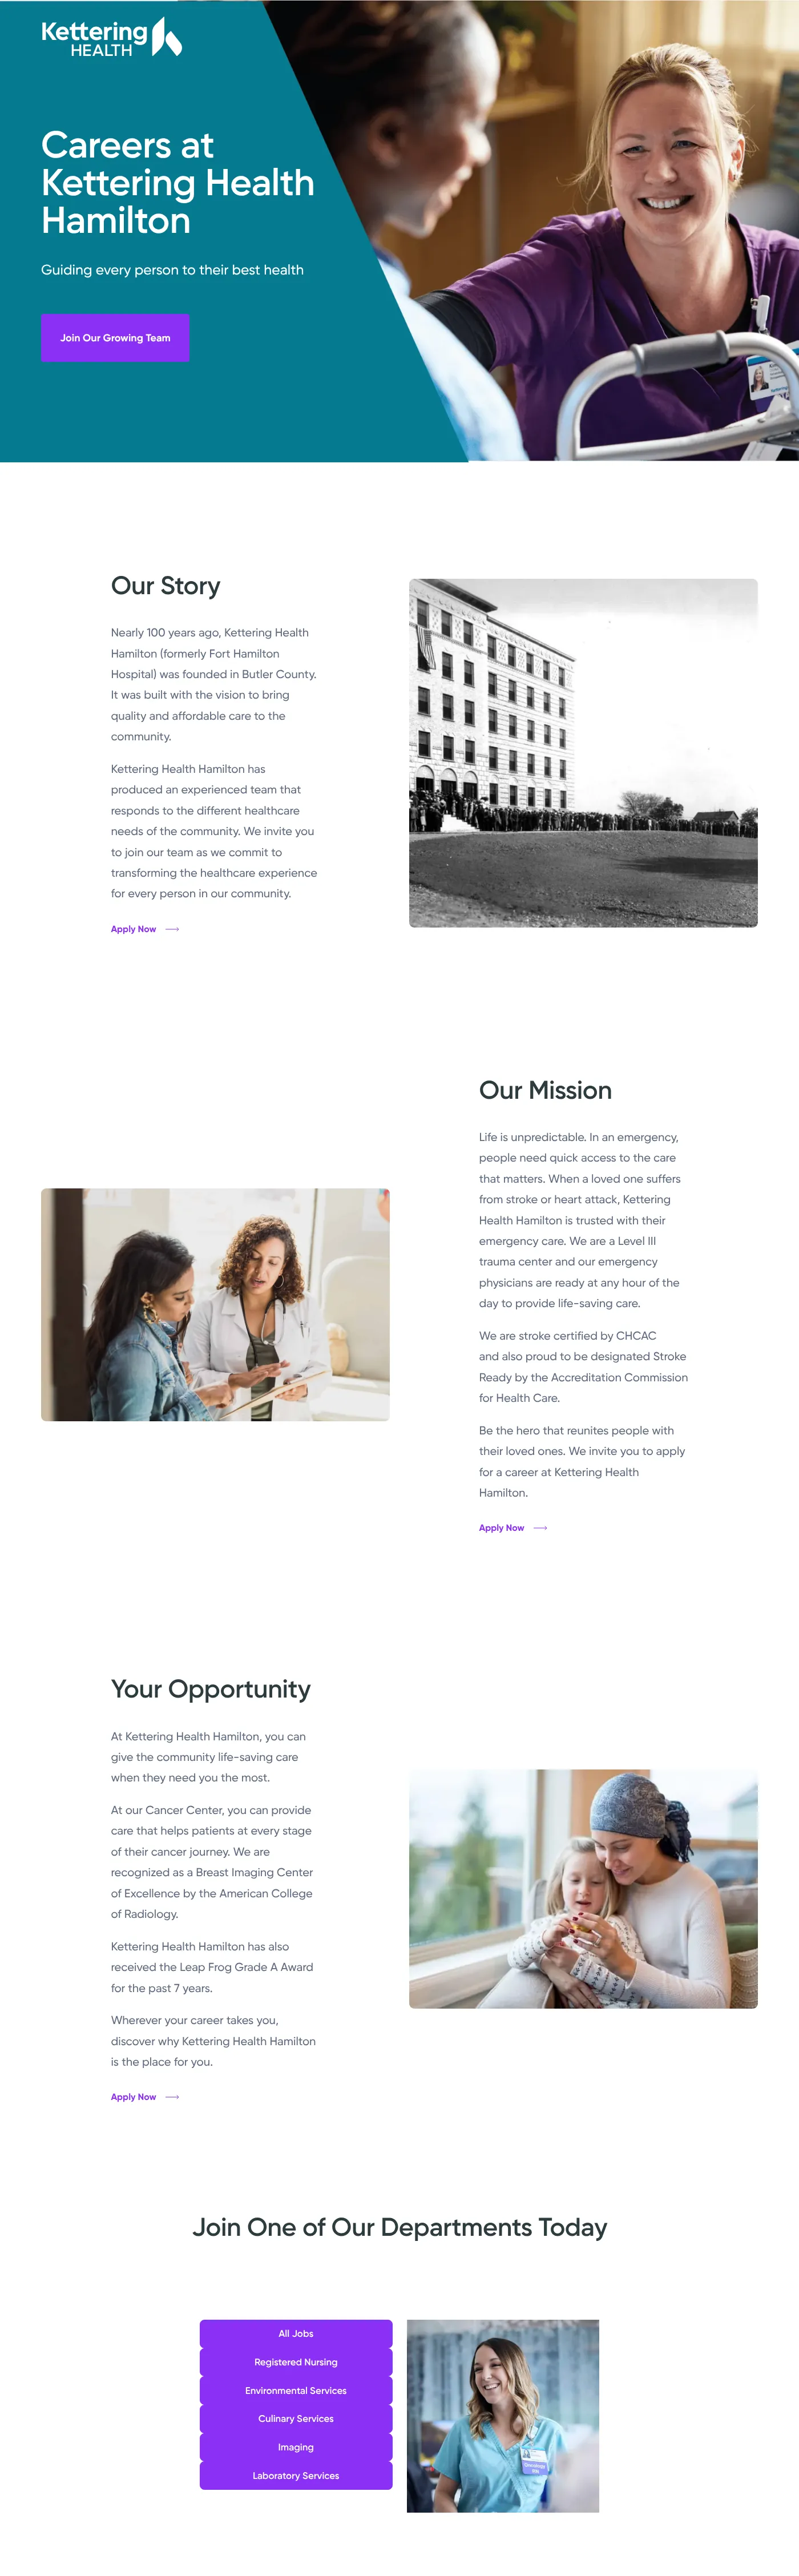 Kettering
HEALTH
Careers at
Kettering Health
Hamilton
Guiding every person to their best health
Join Our Growing Team
Our Story
Nearly 100 years ago, Kettering Health
Hamilton (formerly Fort Hamilton
Hospital) was founded in Butler County.
It was built with the vision to bring
quality and affordable care to the
community.
Kettering Health Hamilton has
produced an experienced team that
responds to the different healthcare
needs of the community. We invite you
to join our team as we commit to
transforming the healthcare experience
for every person in our community.
Apply Now
Our Mission
Life is unpredictable. In an emergency,
people need quick access to the care
that matters. When a loved one suffers
from stroke or heart attack, Kettering
Health Hamilton is trusted with their
emergency care. We are a Level III
trauma center and our emergency
physicians are ready at any hour of the
day to provide life-saving care.
We are stroke certified by CHCAC
and also proud to be designated Stroke
Ready by the Accreditation Commission
for Health Care.
Be the hero that reunites people with
their loved ones. We invite you to apply
for a career at Kettering Health
Hamilton.
Apply Now
Your Opportunity
At Kettering Health Hamilton, you can
give the community life-saving care
when they need you the most.
At our Cancer Center, you can provide
care that helps patients at every stage
of their cancer journey. We are
recognized as a Breast Imaging Center
of Excellence by the American College
of Radiology.
Kettering Health Hamilton has also
received the Leap Frog Grade A Award
for the past 7 years.
Wherever your career takes you,
discover why Kettering Health Hamilton
is the place for you.
Apply Now
Join One of Our Departments Today
All Jobs
Registered Nursing
Environmental Services
Culinary Services
Imaging
Laboratory Services
Oncology
RN